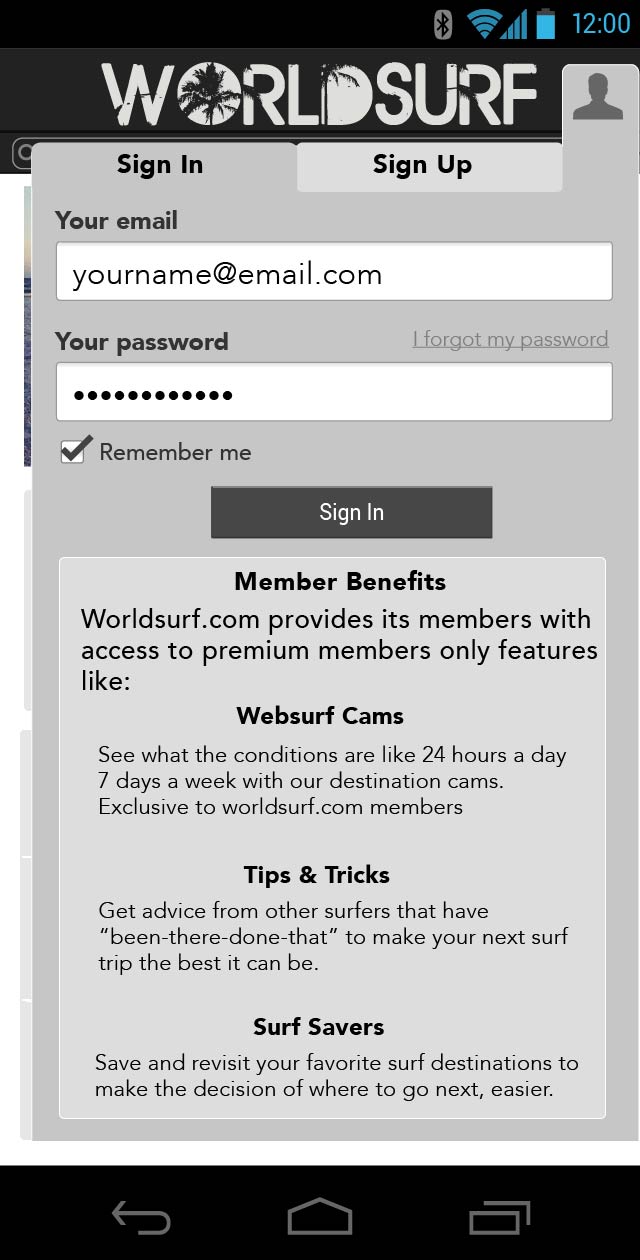 12:00
WORLDSURF
Sign In
Sign Up
Your email
yourname@email.com
Your password
I forgot my password
••••••••••••
Remember me
Sign In
Member Benefits
Worldsurf.com provides its members with
access to premium members only features
like:
Websurf Cams
See what the conditions are like 24 hours a day
7 days a week with our destination cams.
Exclusive to worldsurf.com members
Tips & Tricks
Get advice from other surfers that have
“been-there-done-that” to make your next surf
trip the best it can be.
Surf Savers
Save and revisit your favorite surf destinations to
make the decision of where to go next, easier.